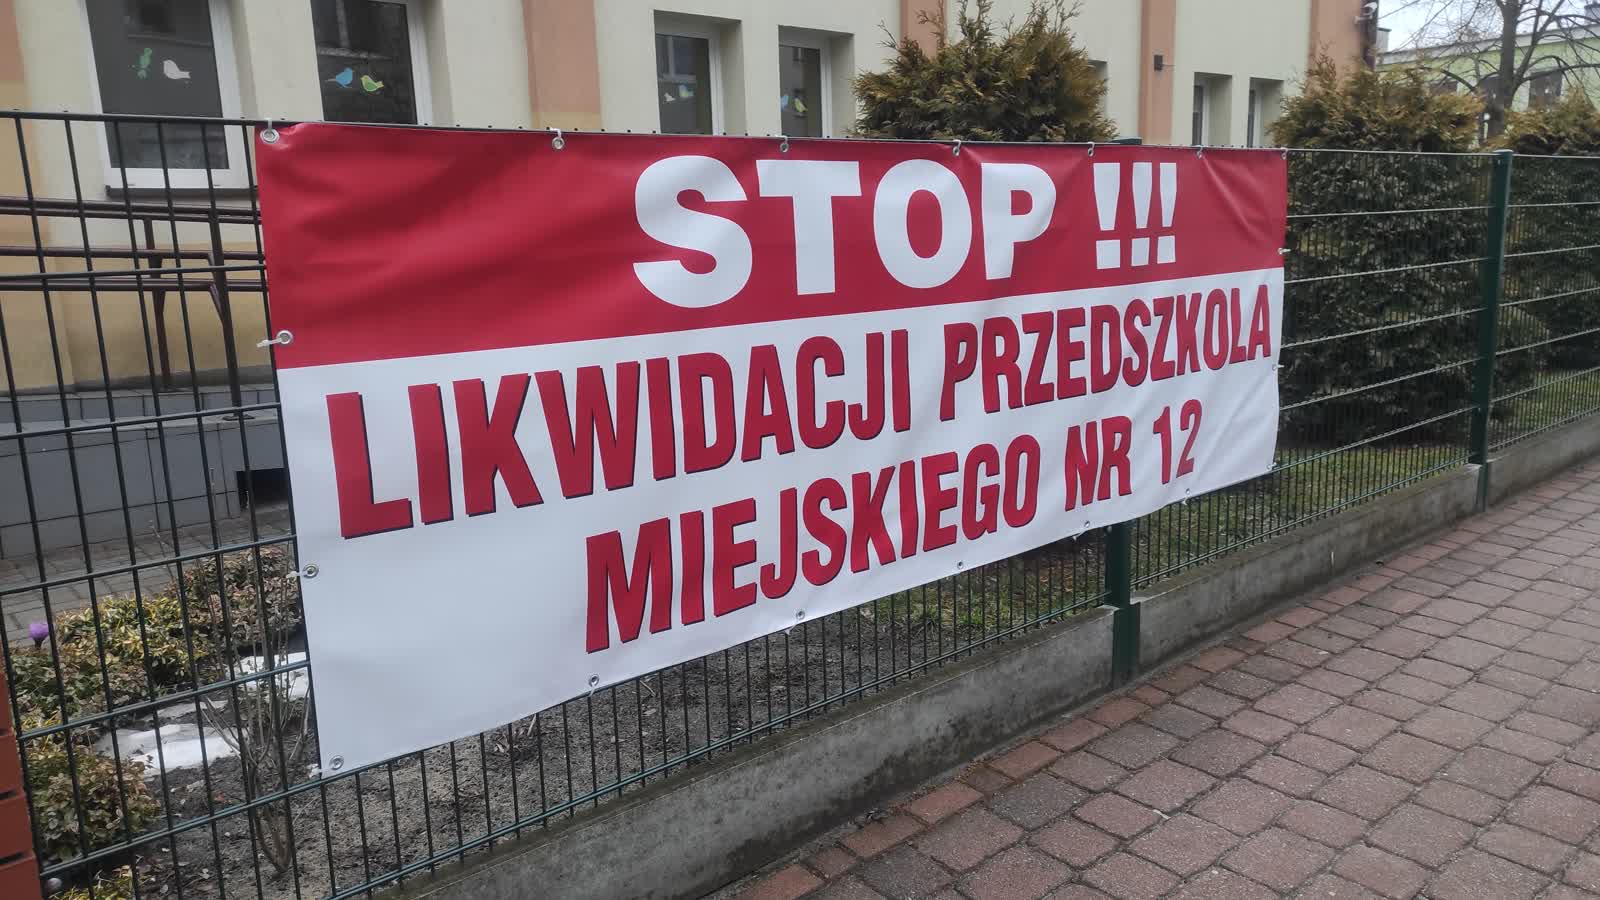 STOP !!!
LIKWIDACJI PRZEDSZKOLA
MIEJSKIEGO NR 12